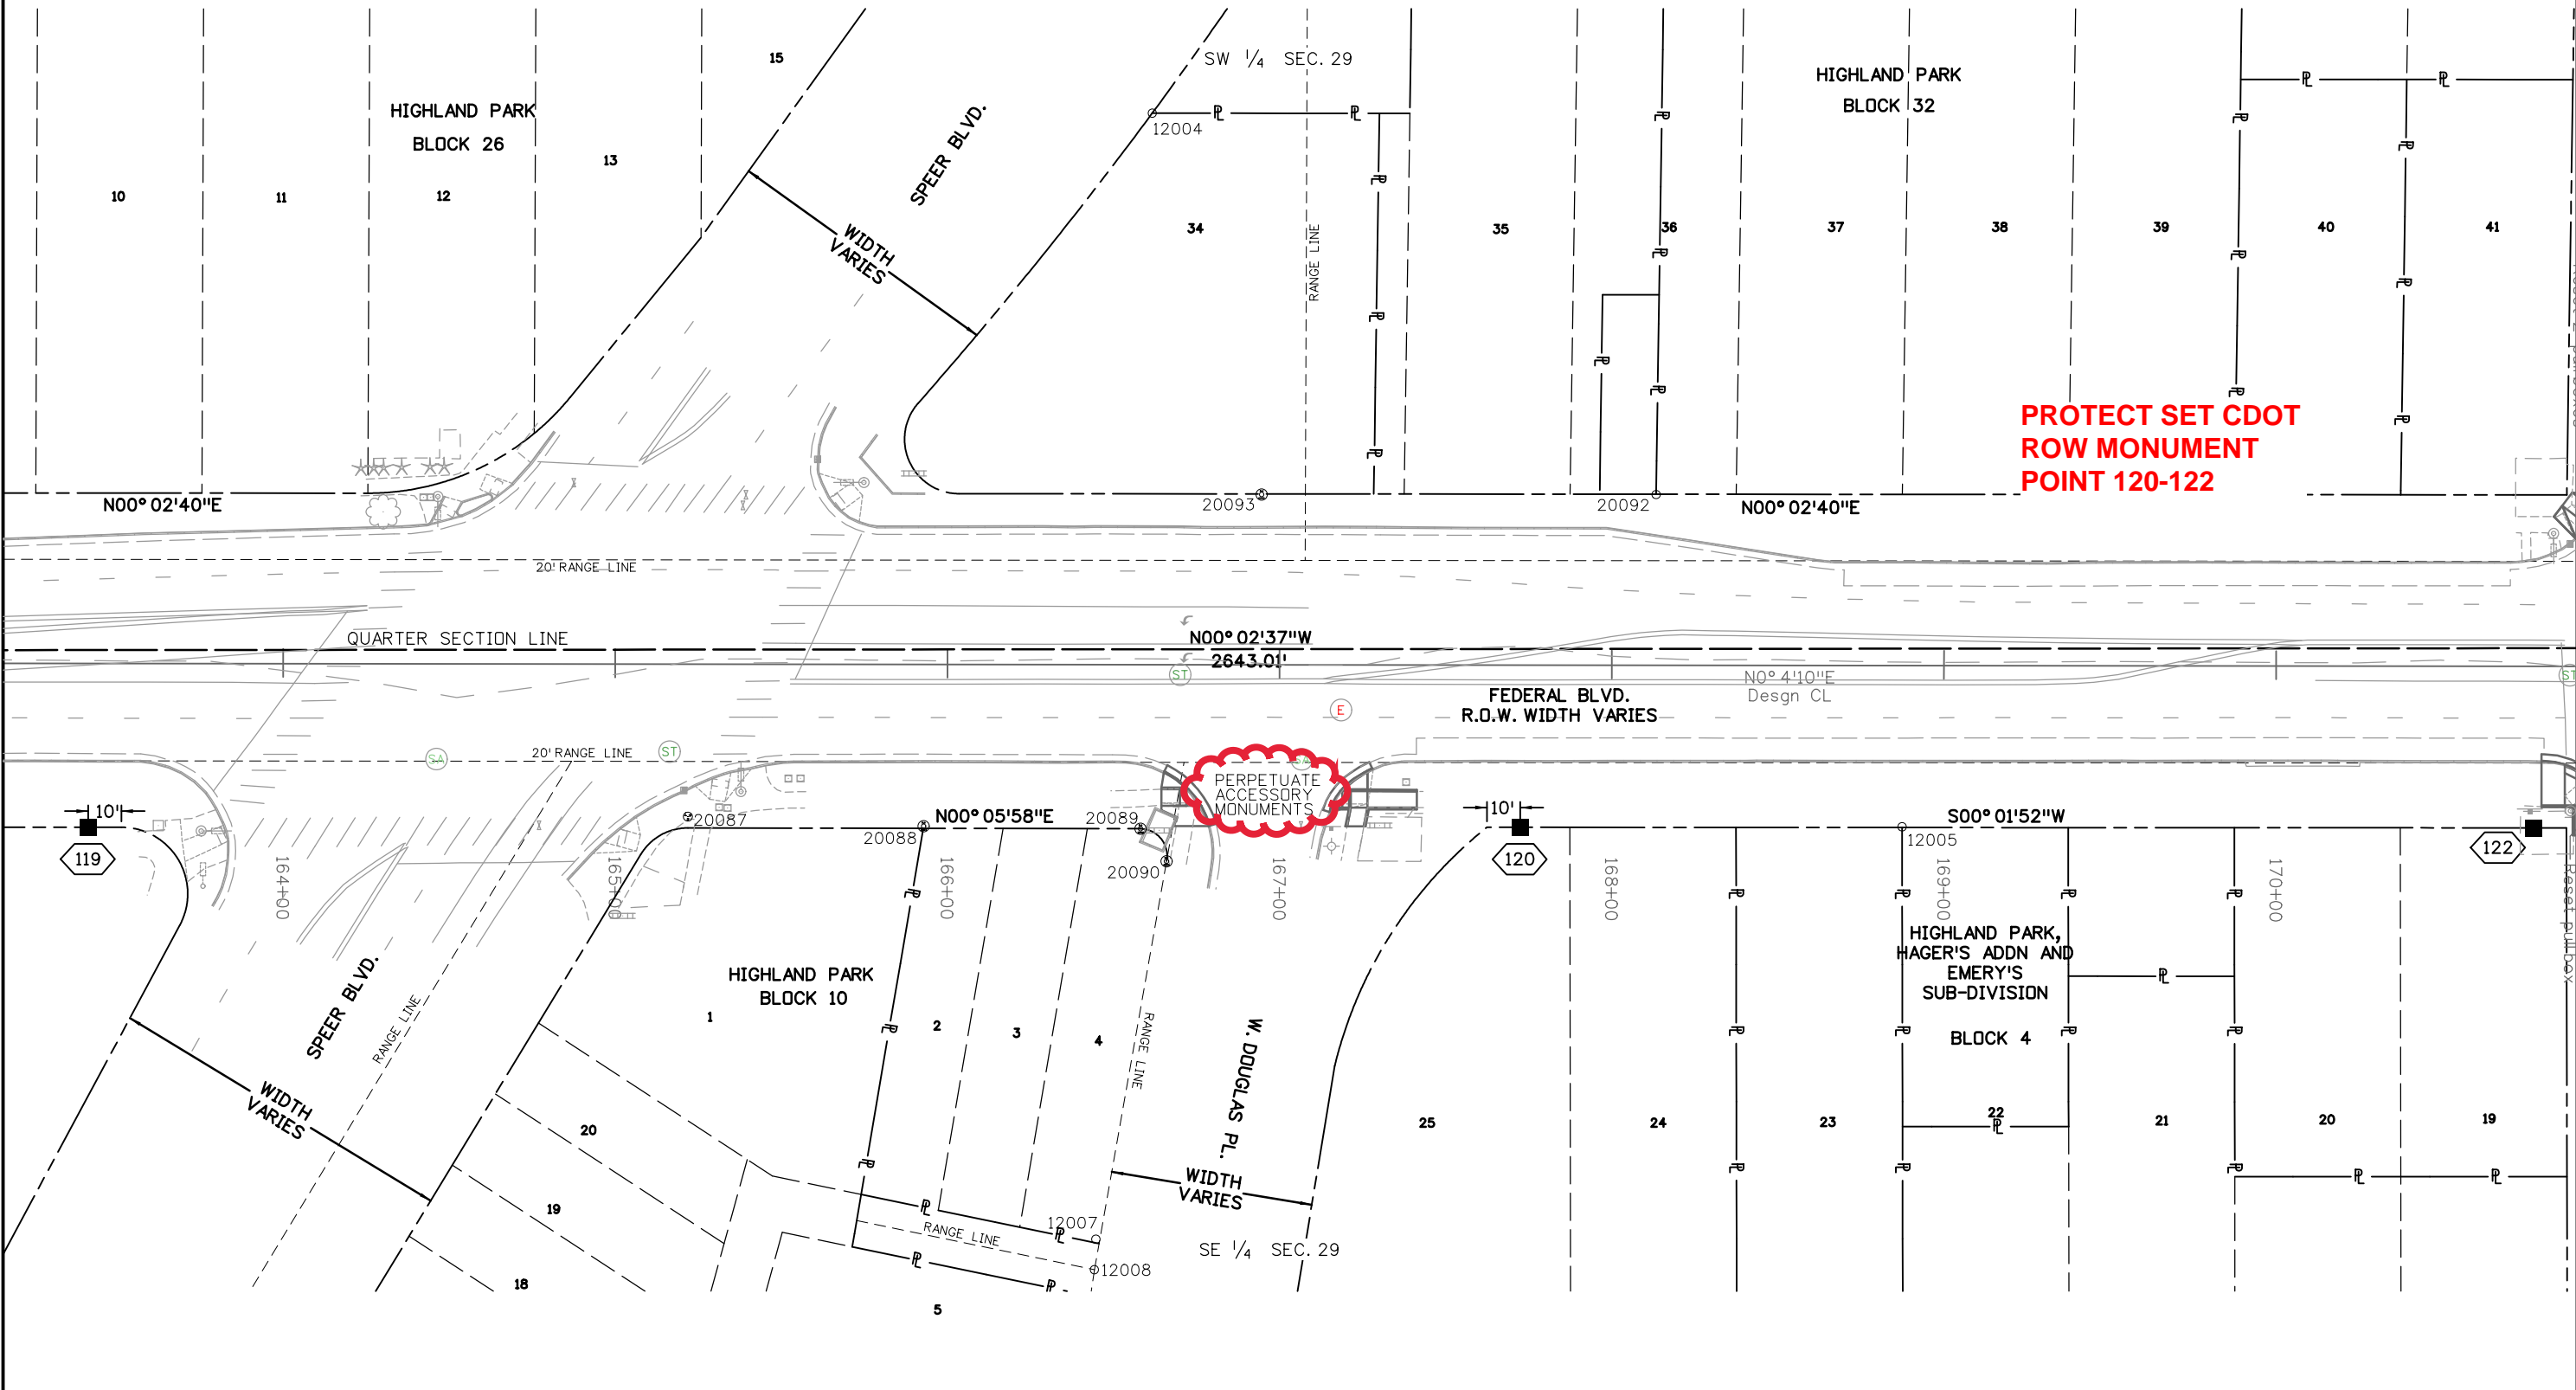 15
SW 1/4 SEC. 29
HIGHLAND PARK
BLOCK 32
HIGHLAND PARK
BLOCK 26
13
12004
SPEER BLVD.
10
11
12
34
35
36
37
38
39
40
41
WIDTH
VARIES
RANGE LINE
PROTECT SET CDOT
ROW MONUMENT
POINT 120-122
N00° 02'40"E
20093
20092
N00° 02'40"E
20' RANGE LINE
QUARTER SECTION LINE
N00° 02'37"W
2643.01'
ST
N0° 4'10"E
Desgn CL
ST
FEDERAL BLVD.
R.O.W. WIDTH VARIES
E
SA
20' RANGE LINE
ST
SA
PERPETUATE
ACCESSORY
MONUMENTS
10'
119
20087
20088
N00° 05'58"E
20089
20090
10'
120
S00° 01'52"W
12005
122
164+00
165+00
166+00
167+00
168+00
169+00
170+00
Reset pullbox
HIGHLAND PARK,
HAGER'S ADDN AND
EMERY'S
SUB-DIVISION
BLOCK 4
HIGHLAND PARK
BLOCK 10
SPEER BLVD.
RANGE LINE
1
2
3
4
RANGE LINE
W. DOUGLAS PL.
WIDTH
VARIES
20
25
24
23
22
21
20
19
WIDTH
VARIES
19
12007
RANGE LINE
SE 1/4 SEC. 29
12008
18
5